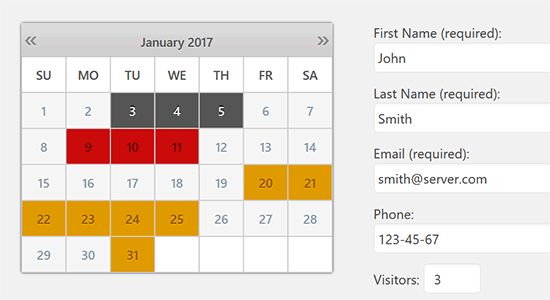 « January 2017 »
SU MO TU WE TH FR SA
1 2 3 4 5 6 7
8 9 10 11 12 13 14
15 16 17 18 19 20 21
22 23 24 25 26 27 28
29 30 31
First Name (required):
John
Last Name (required):
Smith
Email (required):
smith@server.com
Phone:
123-45-67
Visitors: 3